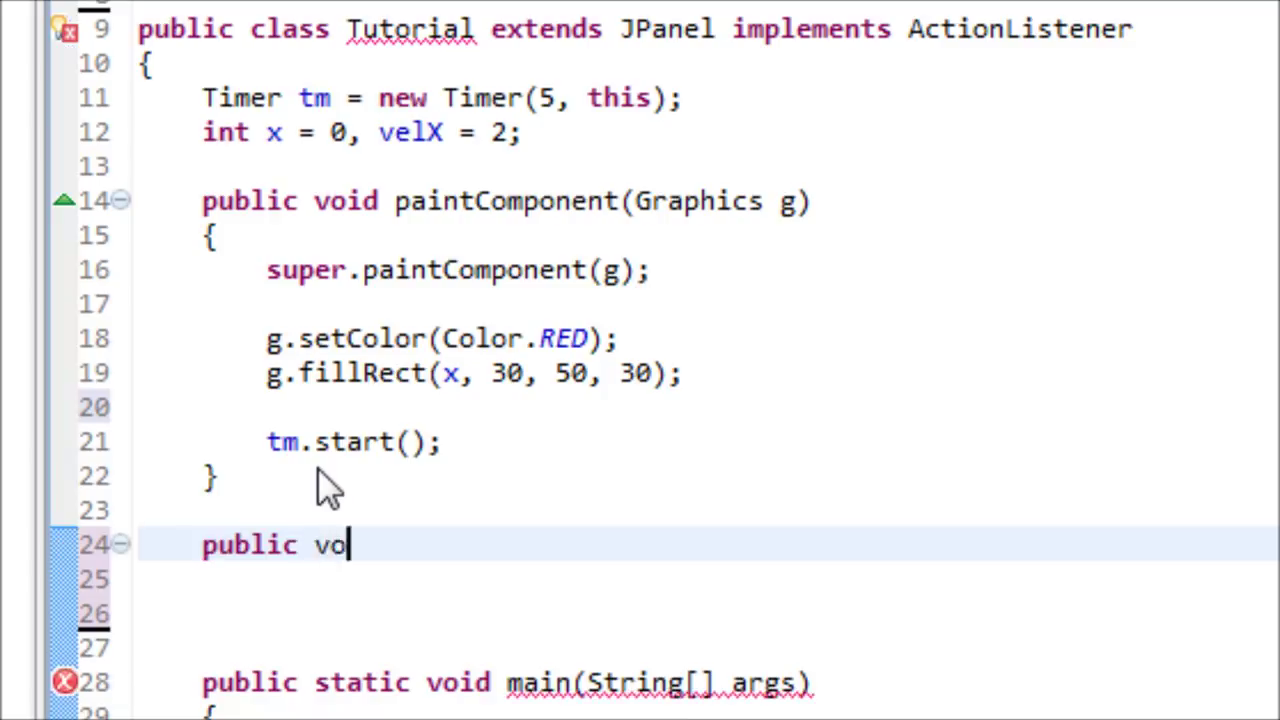 9 public class Tutorial extends JPanel implements ActionListener
10 {
11 Timer tm = new Timer(5, this);
12 int x = 0, velX = 2;
13
14 public void paintComponent(Graphics g)
15 {
16 super.paintComponent(g);
17
18 g.setColor(Color.RED);
19 g.fillRect(x, 30, 50, 30);
20
21 tm.start();
22 }
23
24 public vo
25
26
27
28 public static void main(String[] args)
29 {